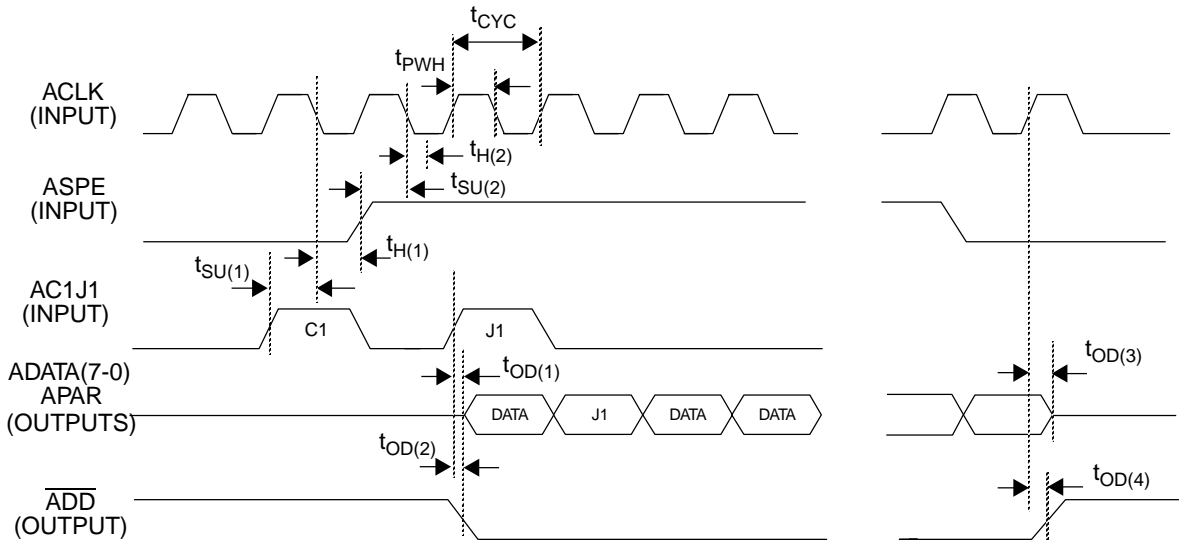 tCYC
tPWH
ACLK
(INPUT)
tH(2)
tSU(2)
ASPE
(INPUT)
tH(1)
tSU(1)
AC1J1
(INPUT)
C1
J1
ADATA(7-0)
APAR
(OUTPUTS)
tOD(1)
tOD(3)
DATA
J1
DATA
DATA
tOD(2)
tOD(4)
ADD
(OUTPUT)